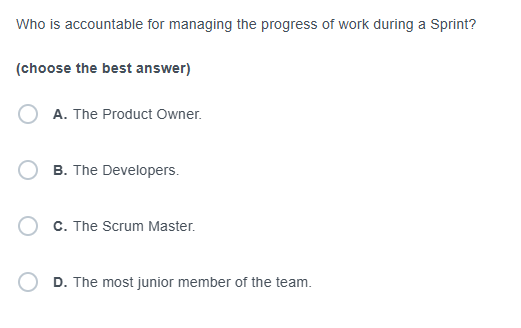 Who is accountable for managing the progress of work during a Sprint?
(choose the best answer)
A. The Product Owner.
B. The Developers.
C. The Scrum Master.
D. The most junior member of the team.